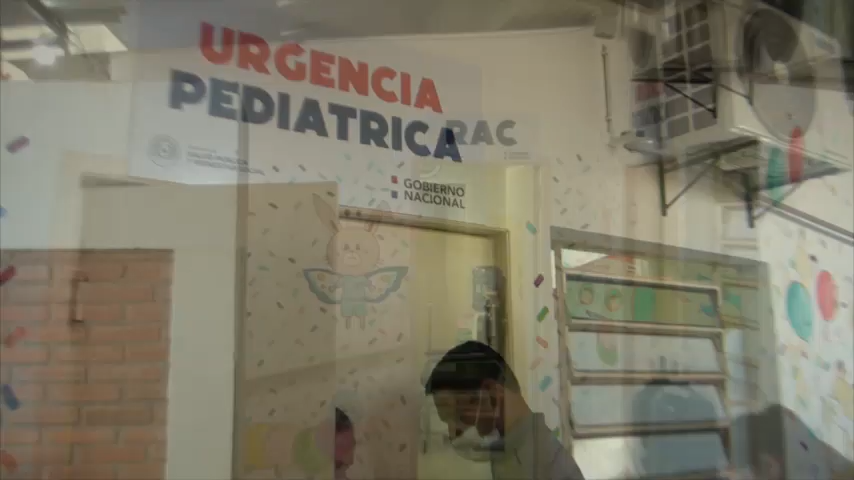 URGENCIA
PEDIATRICA
RAC
GOBIERNO
NACIONAL